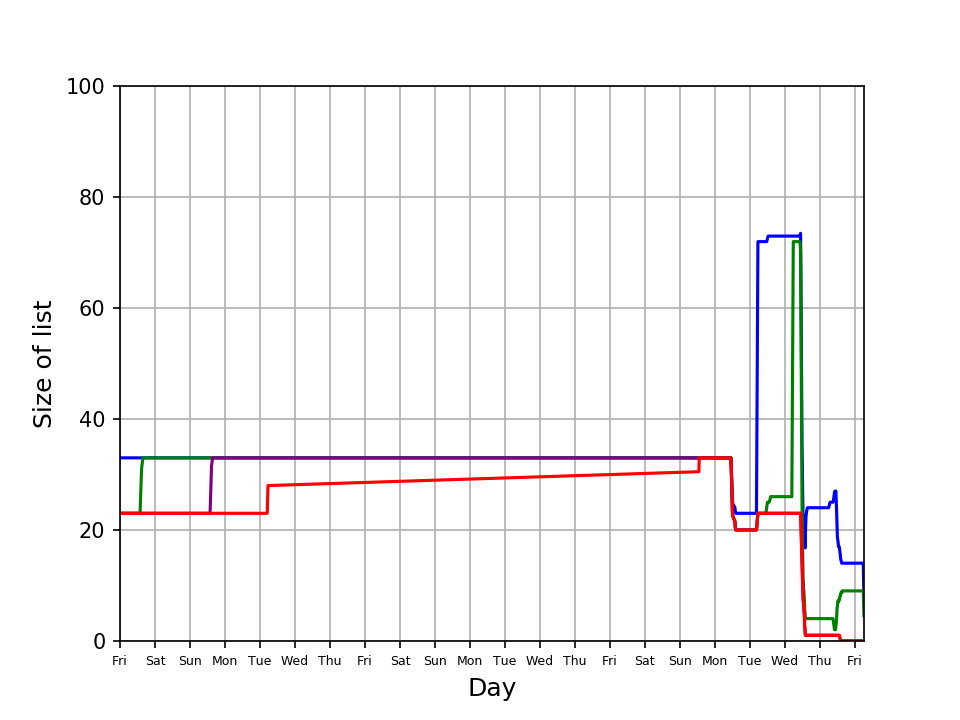 100
80
60
40
20
0
Size of list
Fri Sat Sun Mon Tue Wed Thu Fri Sat Sun Mon Tue Wed Thu Fri Sat Sun Mon Tue Wed Thu Fri
Day